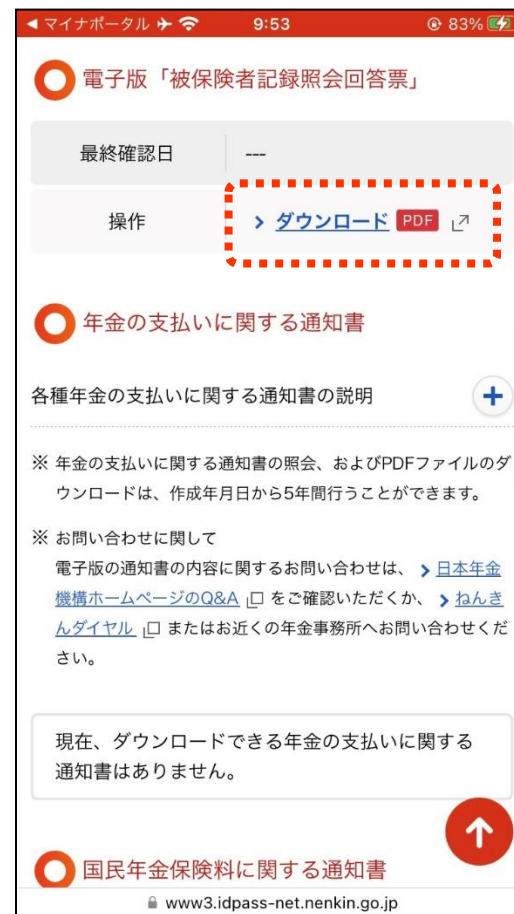 ◀ マイナポータル 9:53 83%
電子版「被保険者記録照会回答票」
最終確認日 ---
操作 > ダウンロード PDF
年金の支払いに関する通知書
各種年金の支払いに関する通知書の説明 +
※ 年金の支払いに関する通知書の照会、およびPDFファイルのダ
ウンロードは、作成年月日から5年間行うことができます。
※ お問い合わせに関して
電子版の通知書の内容に関するお問い合わせは、 > 日本年金
機構ホームページのQ&A をご確認いただくか、 > ねんき
んダイヤル またはお近くの年金事務所へお問い合わせくだ
さい。
現在、ダウンロードできる年金の支払いに関する
通知書はありません。
国民年金保険料に関する通知書
www3.idpass-net.nenkin.go.jp